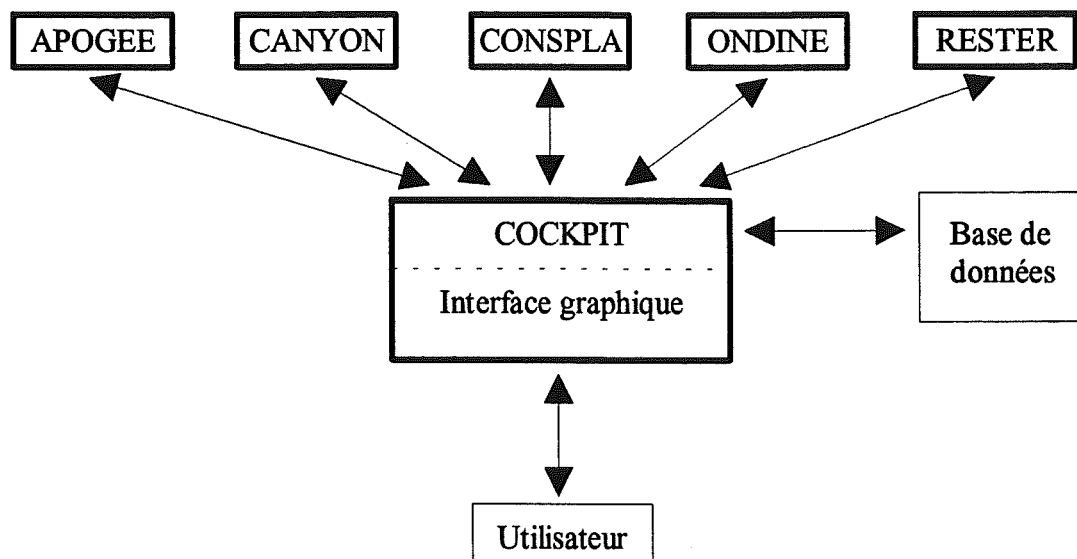 APOGEE CANYON CONSPLA ONDINE RESTER
COCKPIT
Interface graphique
Base de
données
Utilisateur